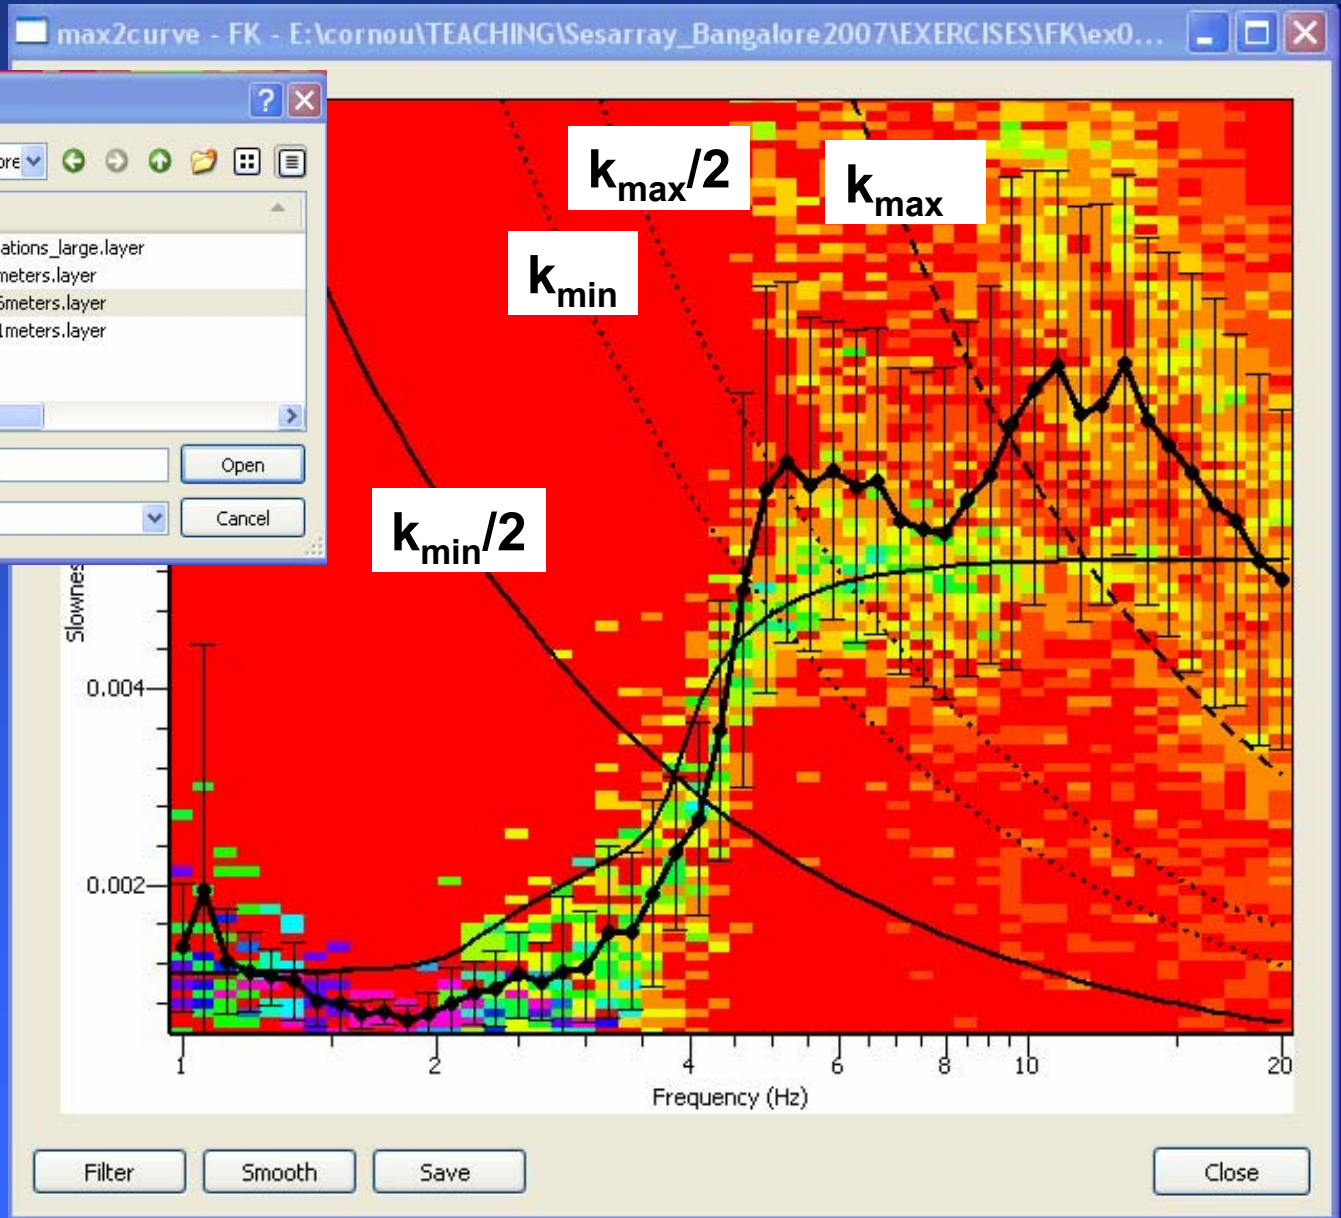 max2curve - FK - E:\cornou\TEACHING\Sesarray_Bangalore2007\EXERCISES\FK\ex0...
ore
ations_large.layer
neters.layer
5meters.layer
1meters.layer
Open
Cancel
kmax/2
kmax
kmin
kmin/2
Slownes
0.004
0.002
1
2
4
6
8
10
20
Frequency (Hz)
Filter
Smooth
Save
Close